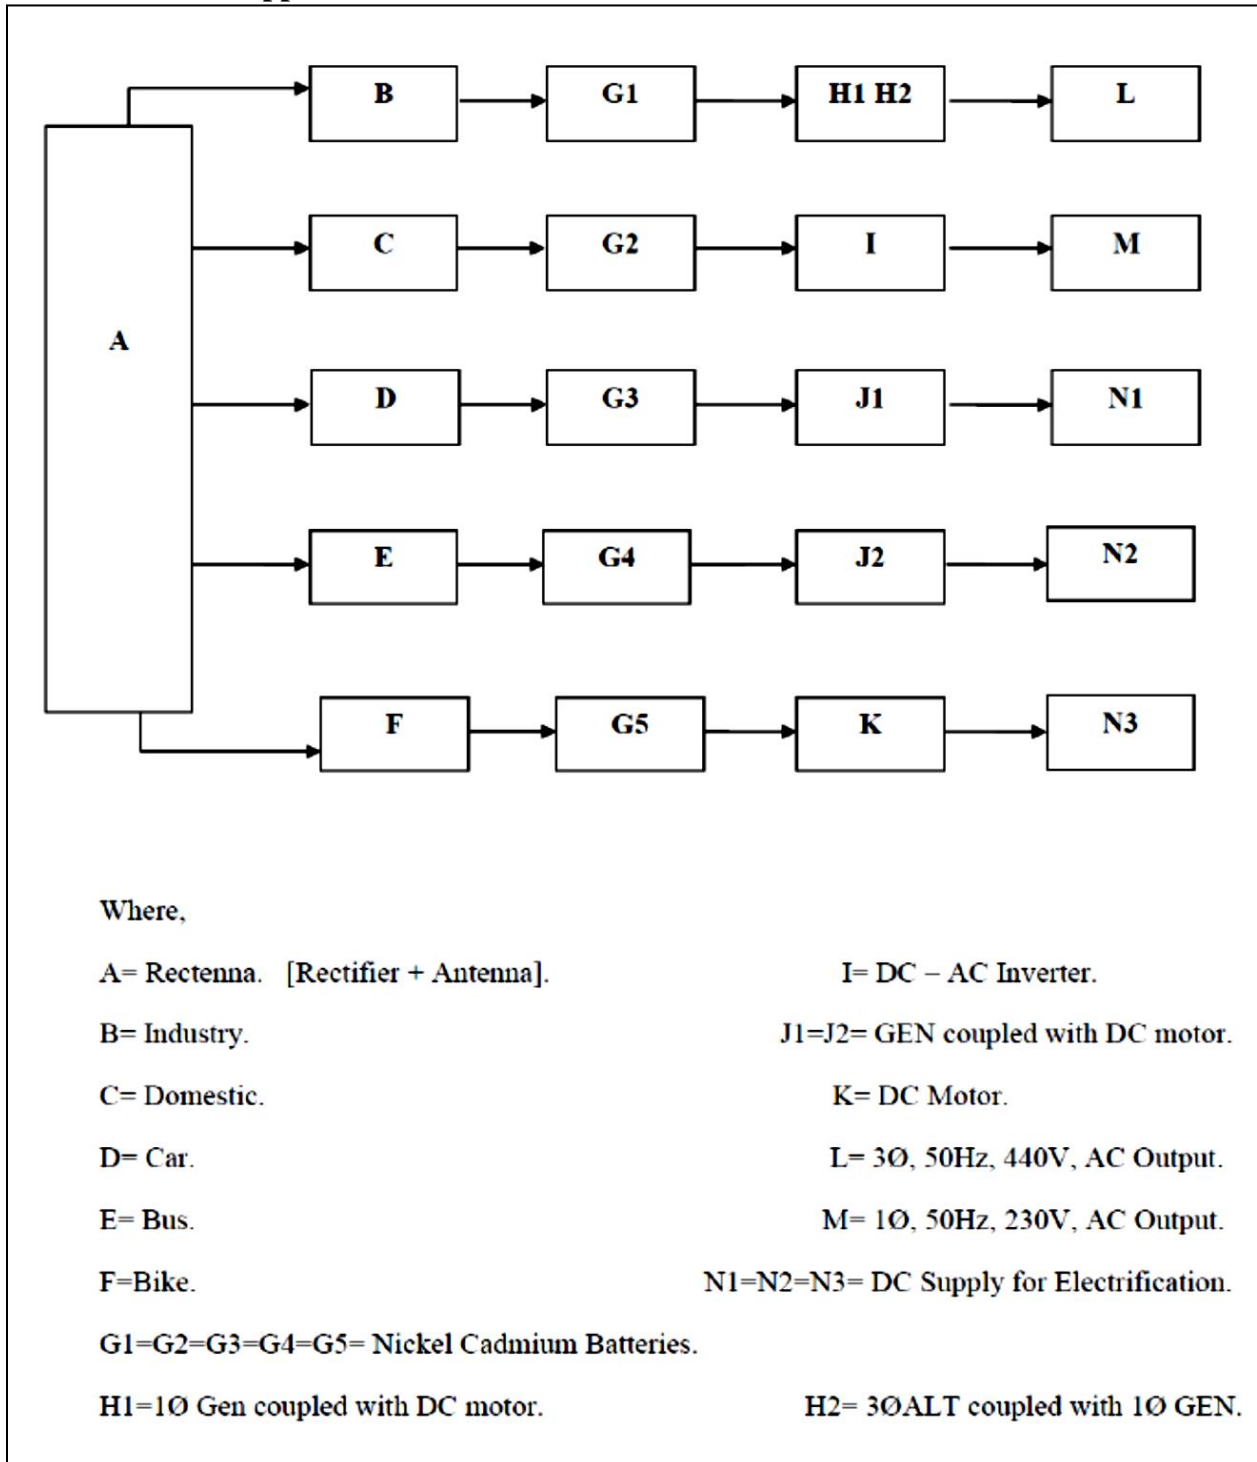 B G1 H1 H2 L
C G2 I M
A
D G3 J1 N1
E G4 J2 N2
F G5 K N3
Where,
A= Rectenna. [Rectifier + Antenna]. I= DC – AC Inverter.
B= Industry. J1=J2= GEN coupled with DC motor.
C= Domestic. K= DC Motor.
D= Car. L= 3Ø, 50Hz, 440V, AC Output.
E= Bus. M= 1Ø, 50Hz, 230V, AC Output.
F=Bike. N1=N2=N3= DC Supply for Electrification.
G1=G2=G3=G4=G5= Nickel Cadmium Batteries.
H1=1Ø Gen coupled with DC motor. H2= 3ØALT coupled with 1Ø GEN.